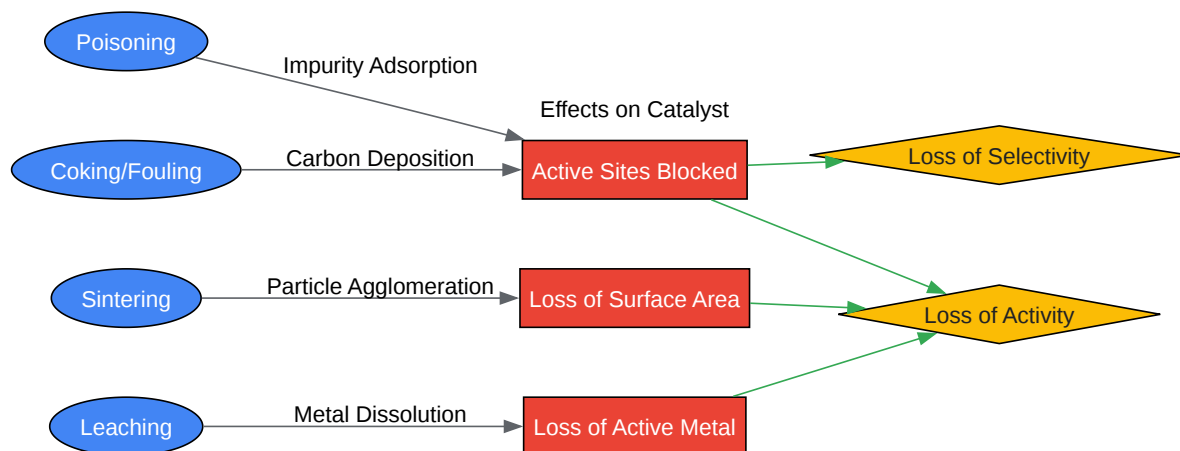 Poisoning
Impurity Adsorption
Effects on Catalyst
Coking/Fouling
Carbon Deposition
Active Sites Blocked
Loss of Selectivity
Sintering
Particle Agglomeration
Loss of Surface Area
Loss of Activity
Leaching
Metal Dissolution
Loss of Active Metal